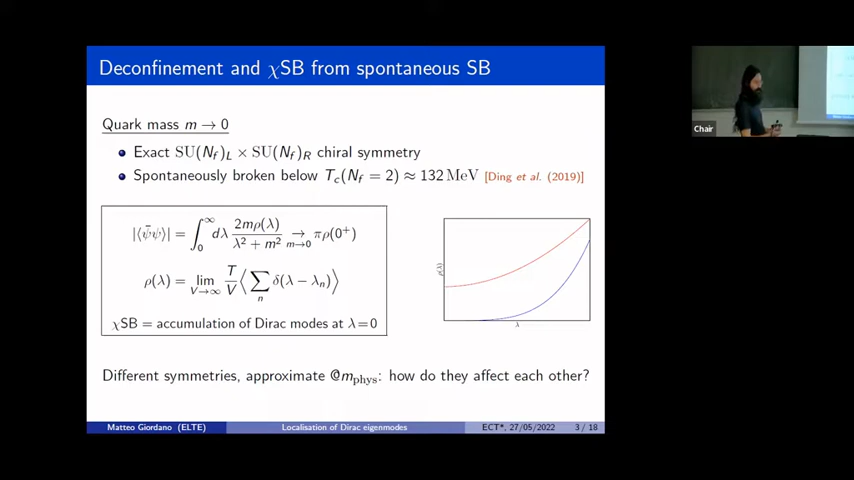 Deconfinement and χSB from spontaneous SB
Quark mass m → 0
Exact SU(N_f)_L × SU(N_f)_R chiral symmetry
Spontaneously broken below T_c(N_f = 2) ≈ 132 MeV [Ding et al. (2019)]
|⟨ψ̄ψ⟩| = ∫_0^∞ dλ 2mρ(λ) / (λ² + m²) →_{m→0} πρ(0⁺)
ρ(λ) = lim_{V→∞} T/V ⟨∑_n δ(λ − λ_n)⟩
χSB = accumulation of Dirac modes at λ = 0
ρ(λ)
λ
Different symmetries, approximate @m_phys: how do they affect each other?
Matteo Giordano (ELTE) Localisation of Dirac eigenmodes ECT*, 27/05/2022 3 / 18
Chair